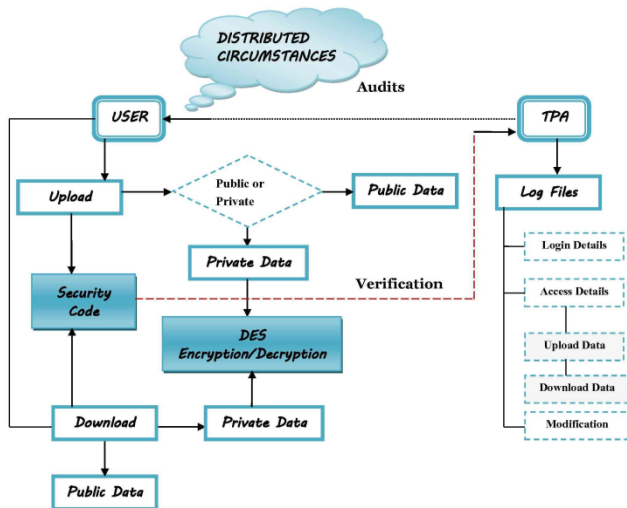 DISTRIBUTED
CIRCUMSTANCES
Audits
USER
TPA
Upload
Public or
Private
Public Data
Log Files
Login Details
Private Data
Security
Code
Verification
Access Details
DES
Encryption/Decryption
Upload Data
Download Data
Download
Private Data
Modification
Public Data